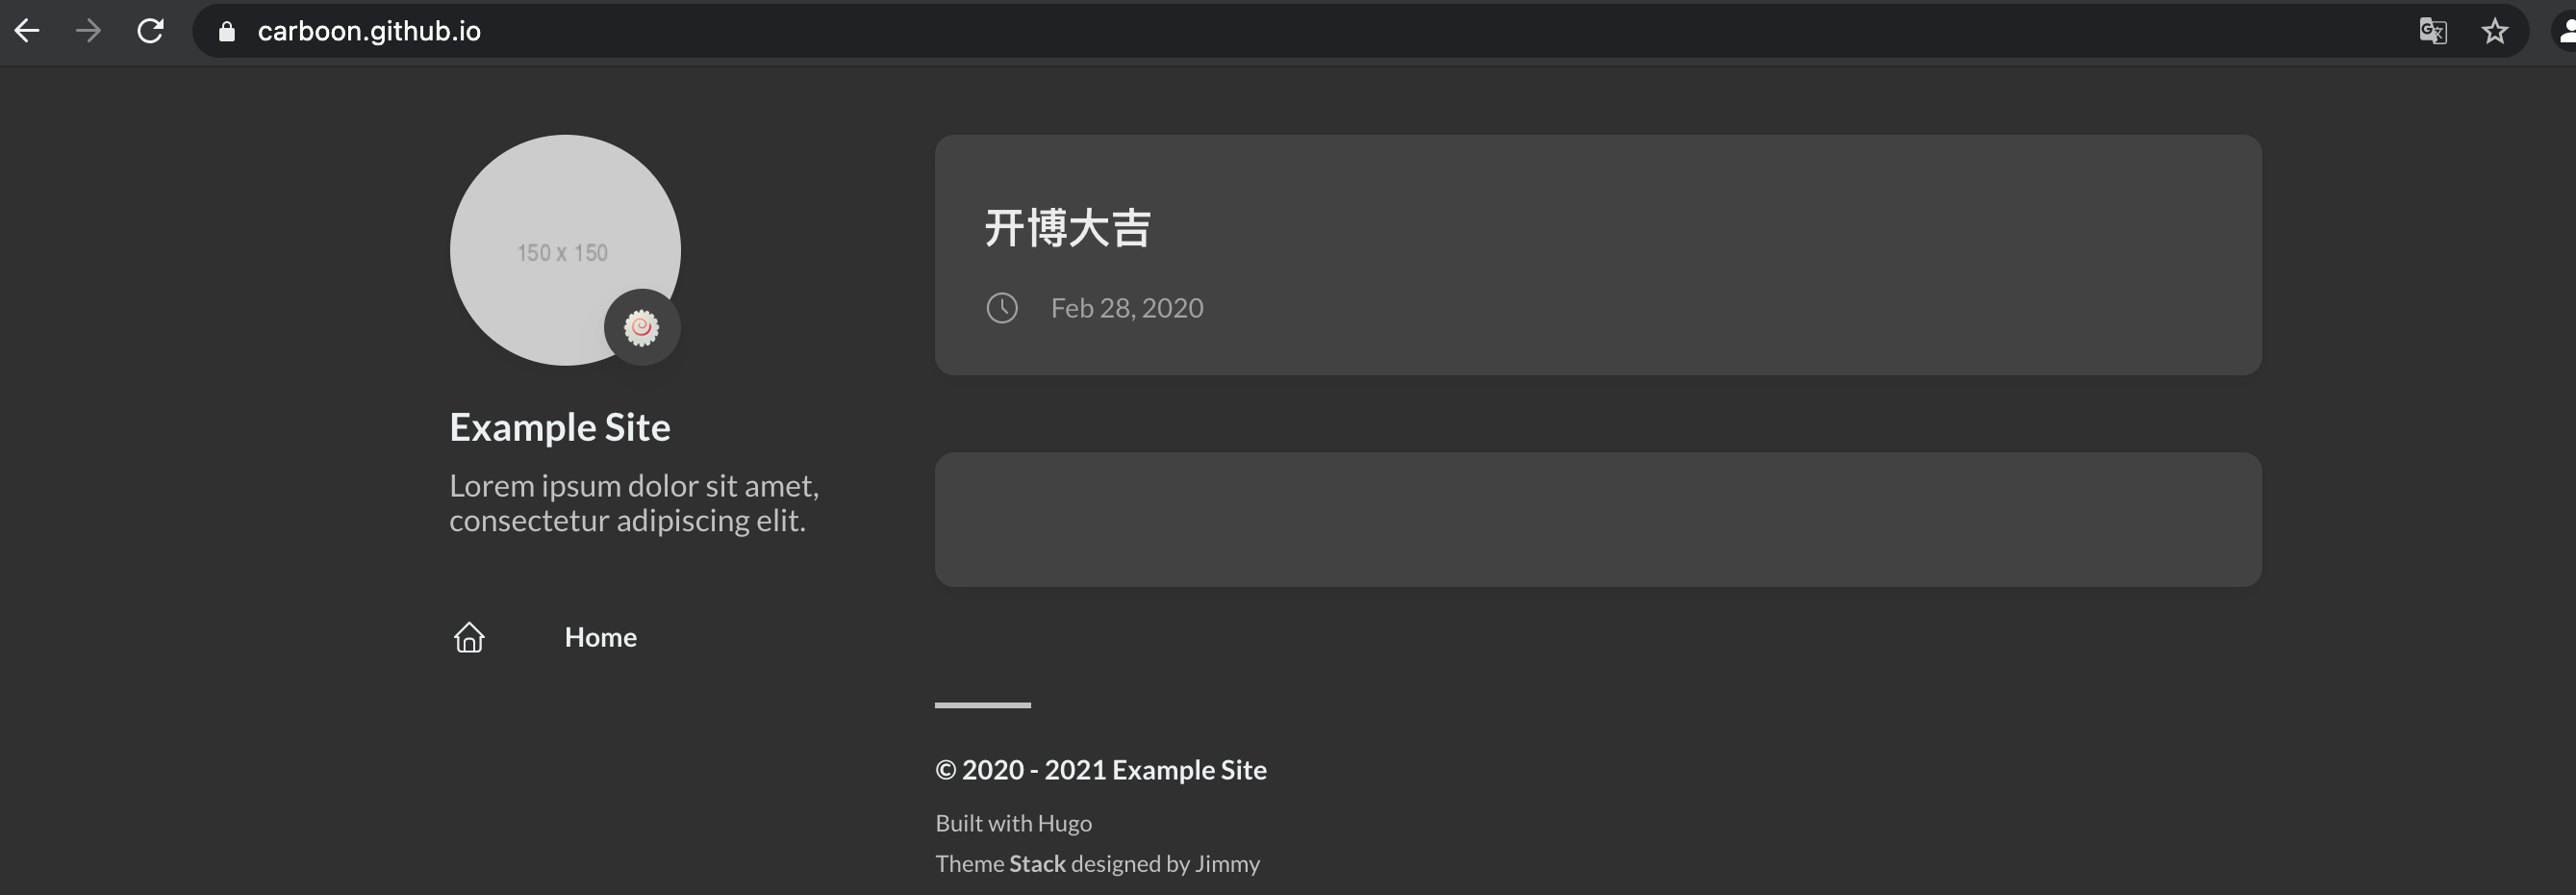 carboon.github.io
150 x 150
Example Site
Lorem ipsum dolor sit amet,
consectetur adipiscing elit.
Home
开博大吉
Feb 28, 2020
© 2020 - 2021 Example Site
Built with Hugo
Theme Stack designed by Jimmy